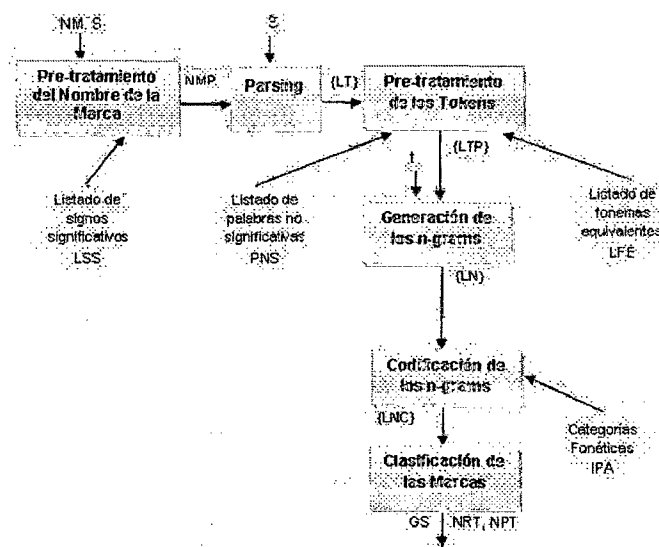 NM, S
S
Pre-tratamiento
del Nombre de la
Marca
NMP
Parsing
{LT}
Pre-tratamiento
de los Tokens
{LTP}
t
Listado de
signos
significativos
LSS
Listado de
palabras no
significativas
PNS
Generación de
los n-grams
Listado de
fonemas
equivalentes
LFE
{LN}
Codificación de
los n-grams
{LNC}
Categorías
Fonéticas
IPA
Clasificación de
las Marcas
GS
NRT, NPT